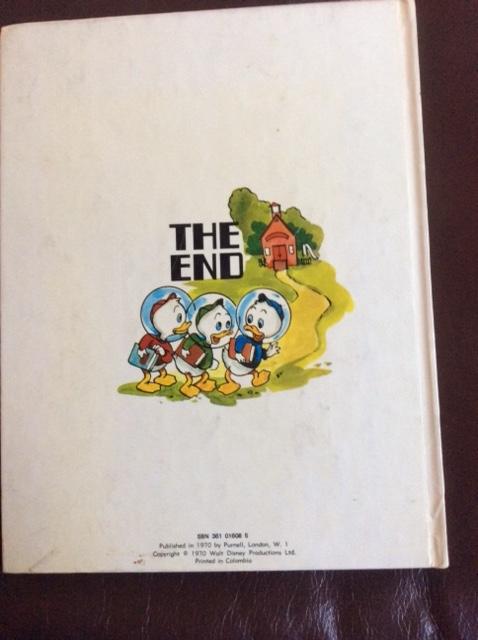 THE
END
SBN 361 01608 5
Published in 1970 by Purnell, London, W. 1
Copyright © 1970 Walt Disney Productions Ltd.
Printed in Colombia